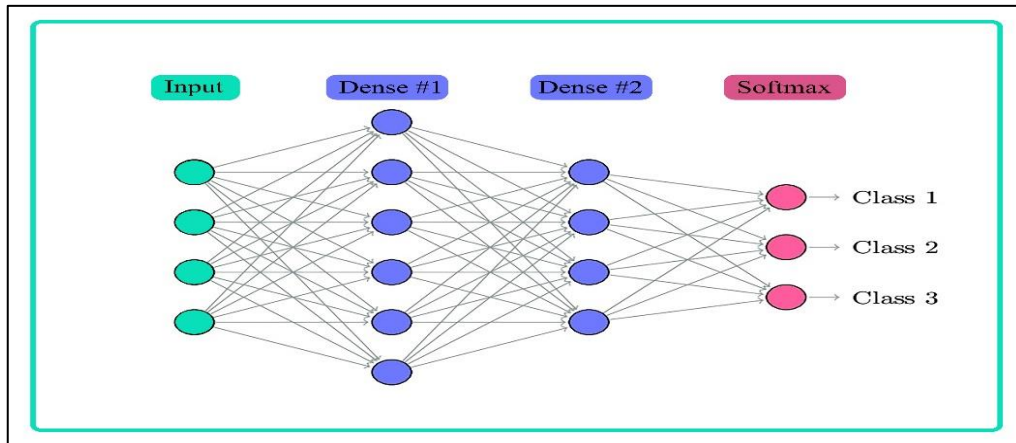 Input
Dense #1
Dense #2
Softmax
Class 1
Class 2
Class 3